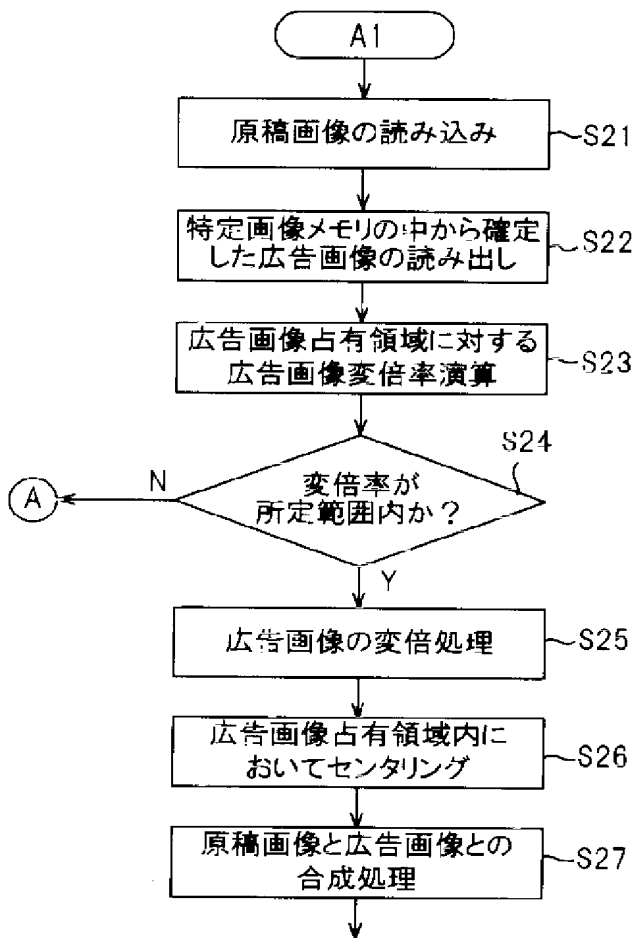 A1
原稿画像の読み込み
S21
特定画像メモリの中から確定
した広告画像の読み出し
S22
広告画像占有領域に対する
広告画像変倍率演算
S23
S24
変倍率が
所定範囲内か？
N
A
Y
広告画像の変倍処理
S25
広告画像占有領域内に
おいてセンタリング
S26
原稿画像と広告画像との
合成処理
S27